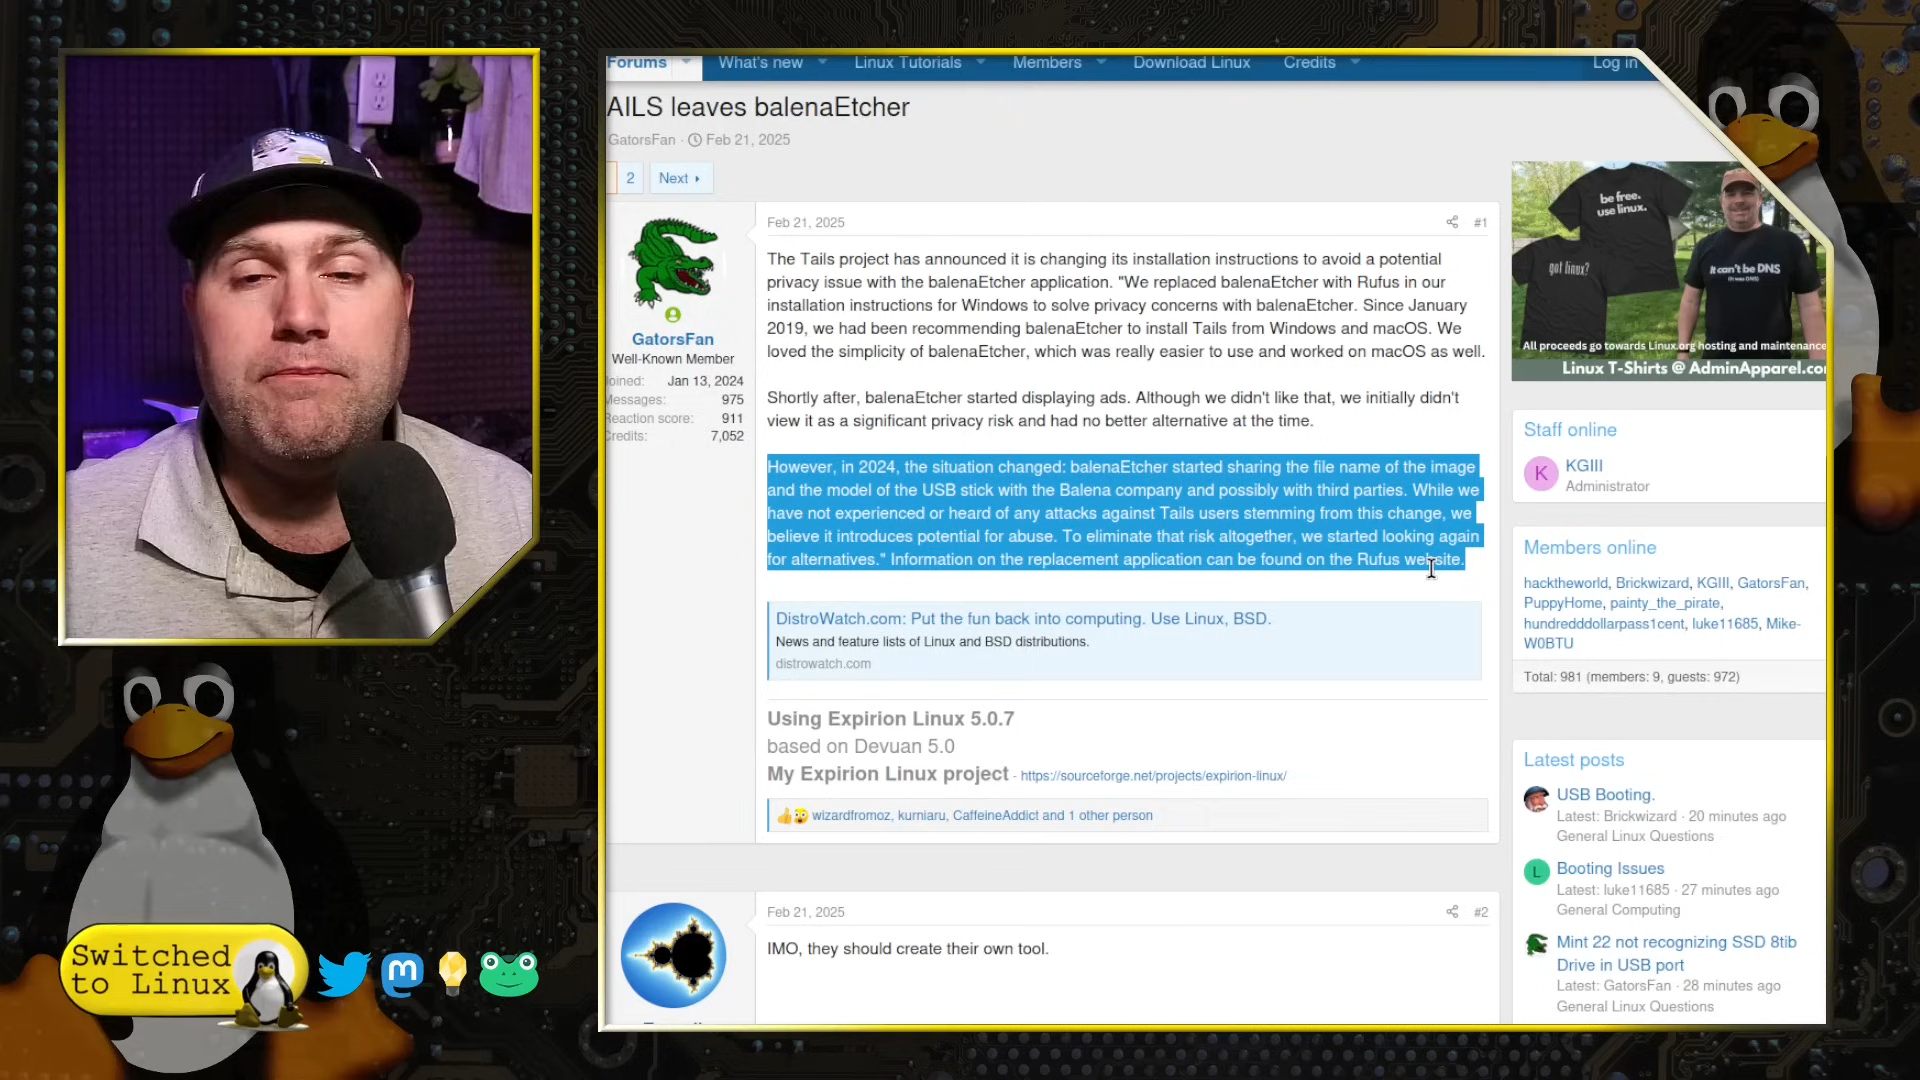 Forums
What's new
Linux Tutorials
Members
Download Linux
Credits
Log in
AILS leaves balenaEtcher
GatorsFan · Feb 21, 2025
2
Next
GatorsFan
Well-Known Member
Joined: Jan 13, 2024
Messages: 975
Reaction score: 911
Credits: 7,052
Feb 21, 2025
#1
The Tails project has announced it is changing its installation instructions to avoid a potential
privacy issue with the balenaEtcher application. "We replaced balenaEtcher with Rufus in our
installation instructions for Windows to solve privacy concerns with balenaEtcher. Since January
2019, we had been recommending balenaEtcher to install Tails from Windows and macOS. We
loved the simplicity of balenaEtcher, which was really easier to use and worked on macOS as well.
Shortly after, balenaEtcher started displaying ads. Although we didn't like that, we initially didn't
view it as a significant privacy risk and had no better alternative at the time.
However, in 2024, the situation changed: balenaEtcher started sharing the file name of the image
and the model of the USB stick with the Balena company and possibly with third parties. While we
have not experienced or heard of any attacks against Tails users stemming from this change, we
believe it introduces potential for abuse. To eliminate that risk altogether, we started looking again
for alternatives." Information on the replacement application can be found on the Rufus website.
DistroWatch.com: Put the fun back into computing. Use Linux, BSD.
News and feature lists of Linux and BSD distributions.
distrowatch.com
Using Expirion Linux 5.0.7
based on Devuan 5.0
My Expirion Linux project - https://sourceforge.net/projects/expirion-linux/
wizardfromoz, kurniaru, CaffeineAddict and 1 other person
Feb 21, 2025
#2
IMO, they should create their own tool.
be free.
use linux.
got linux?
it can't be DNS
All proceeds go towards Linux.org hosting and maintenance
Linux T-Shirts @ AdminApparel.co
Staff online
K
KGIII
Administrator
Members online
hacktheworld, Brickwizard, KGIII, GatorsFan,
PuppyHome, painty_the_pirate,
hundredddollarpass1cent, luke11685, Mike-
W0BTU
Total: 981 (members: 9, guests: 972)
Latest posts
USB Booting.
Latest: Brickwizard · 20 minutes ago
General Linux Questions
L
Booting Issues
Latest: luke11685 · 27 minutes ago
General Computing
Mint 22 not recognizing SSD 8tib
Drive in USB port
Latest: GatorsFan · 28 minutes ago
General Linux Questions
Switched
to Linux